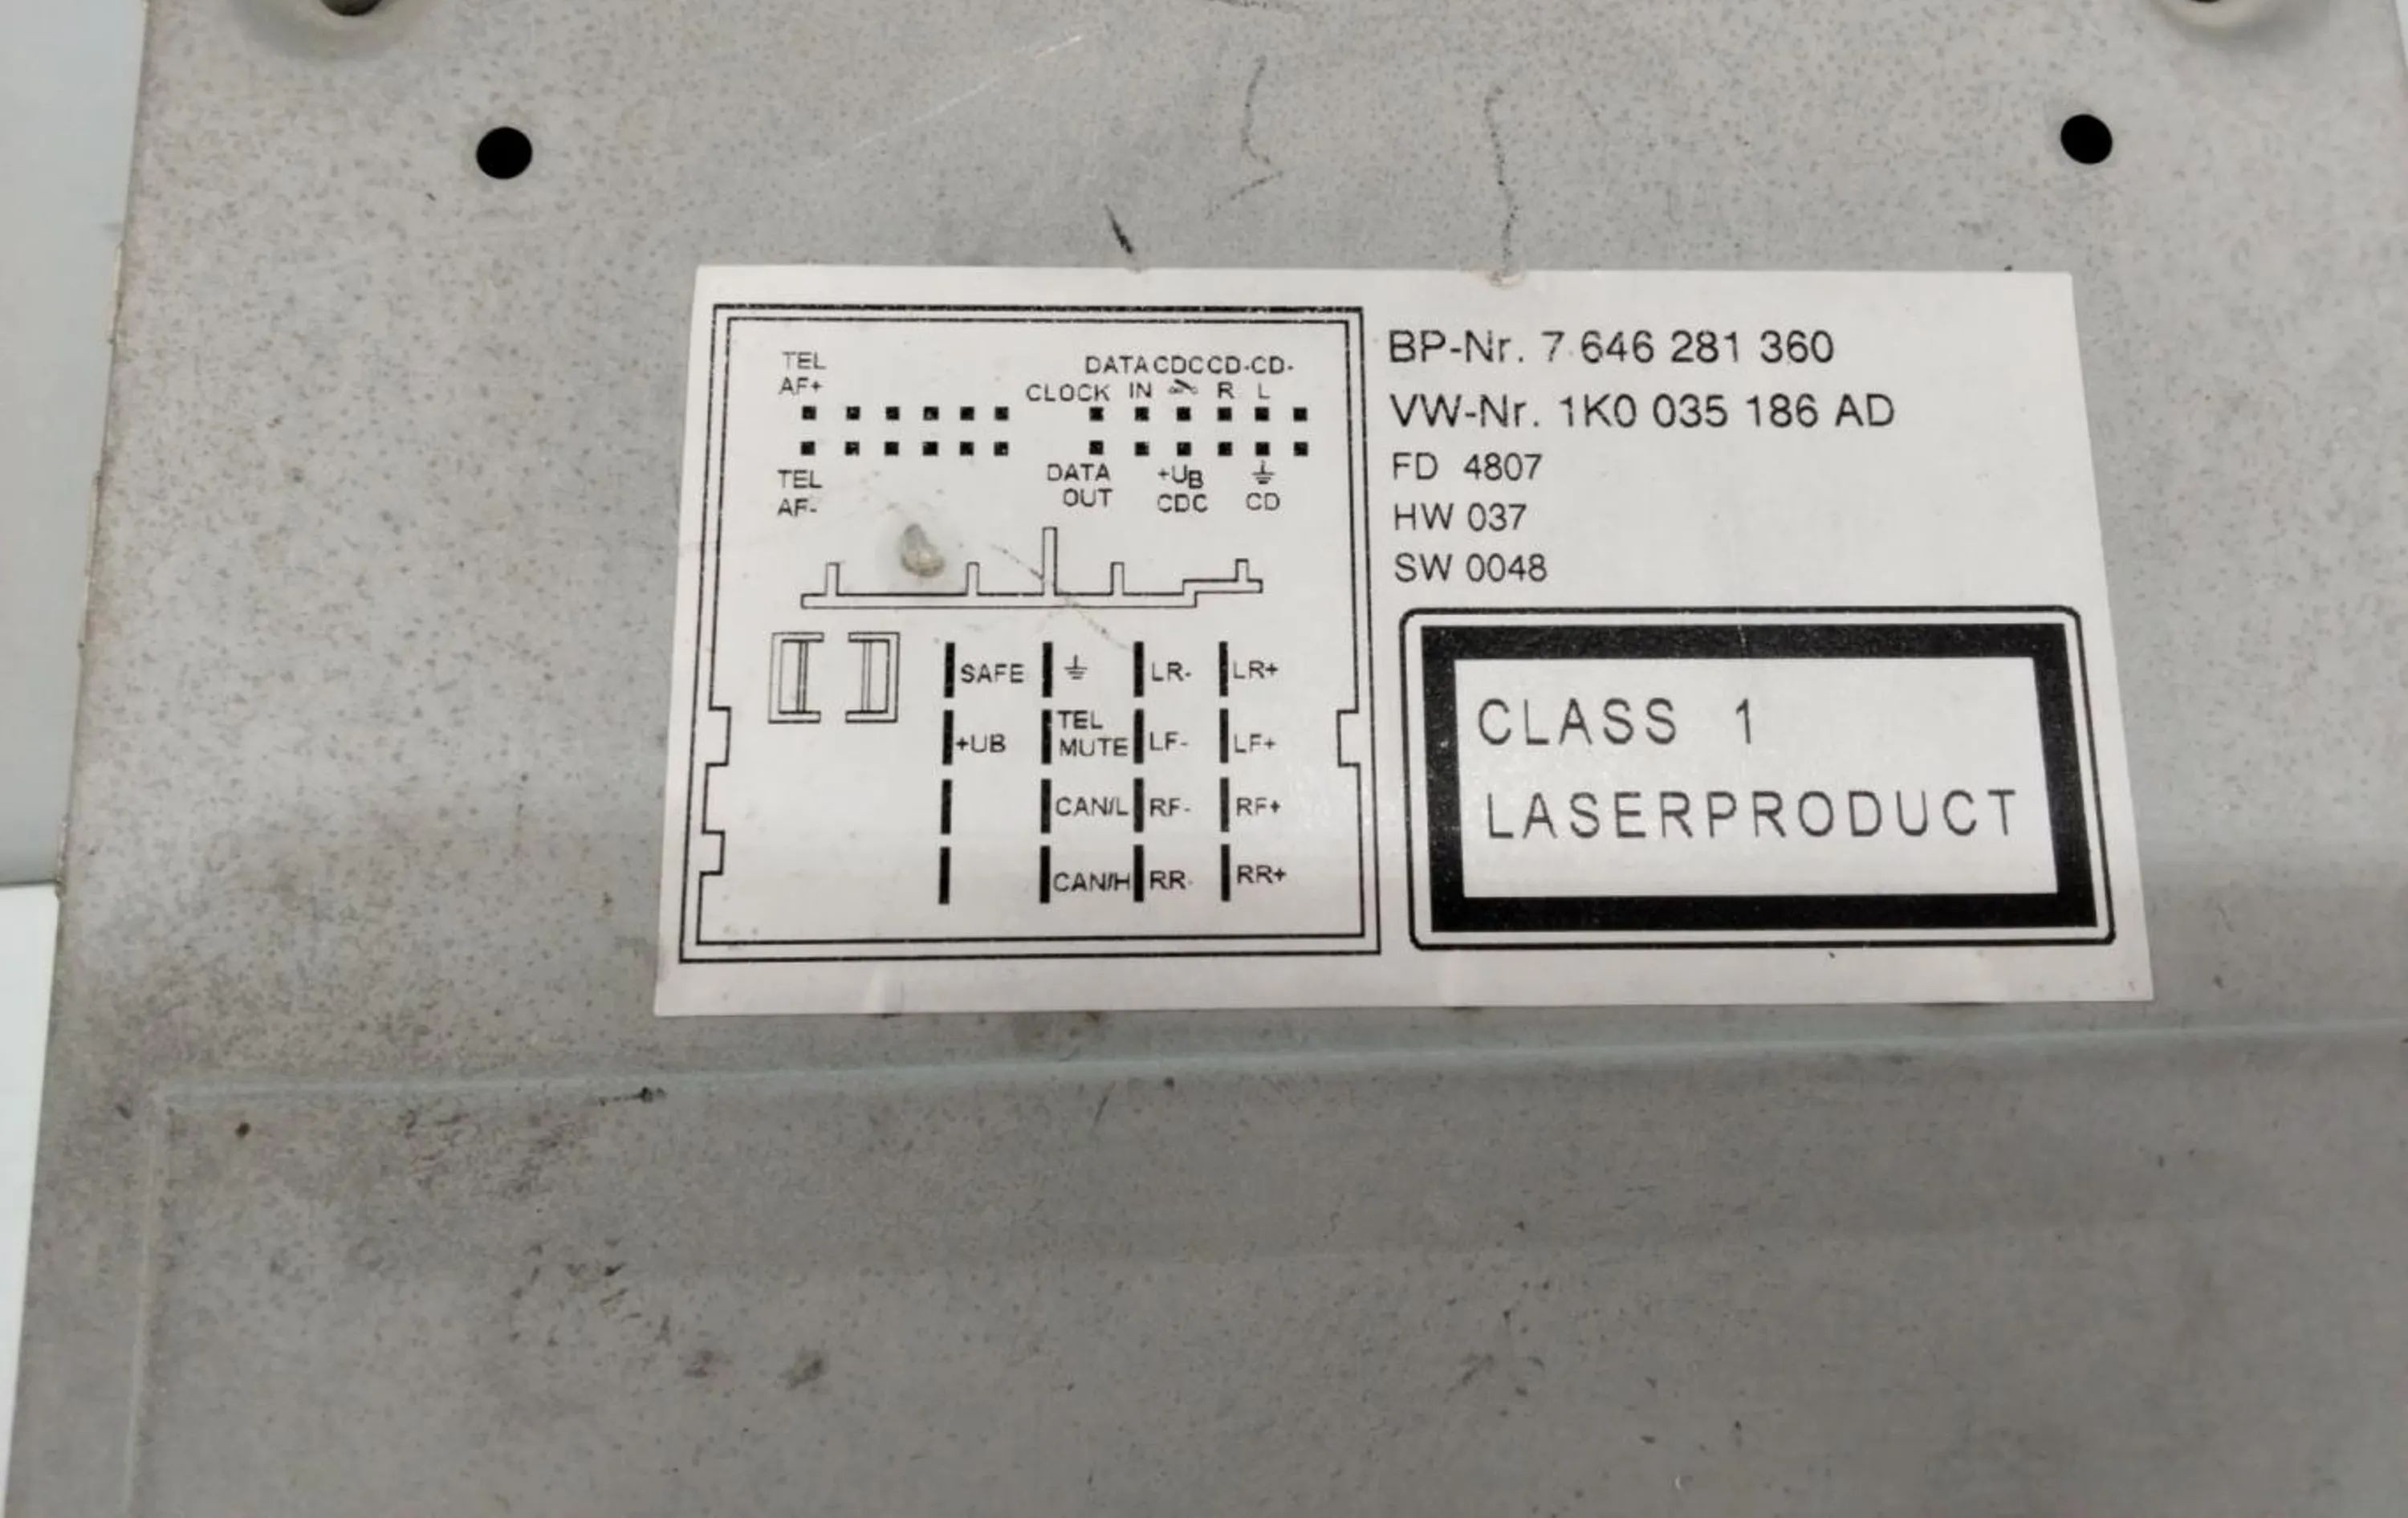 TEL
AF+
DATA CDC CD- CD-
CLOCK IN R L
TEL
AF-
DATA
OUT
+UB
CDC
CD
SAFE LR- LR+
+UB TEL
MUTE LF- LF+
CAN/L RF- RF+
CAN/H RR- RR+
BP-Nr. 7 646 281 360
VW-Nr. 1K0 035 186 AD
FD 4807
HW 037
SW 0048
CLASS 1
LASERPRODUCT